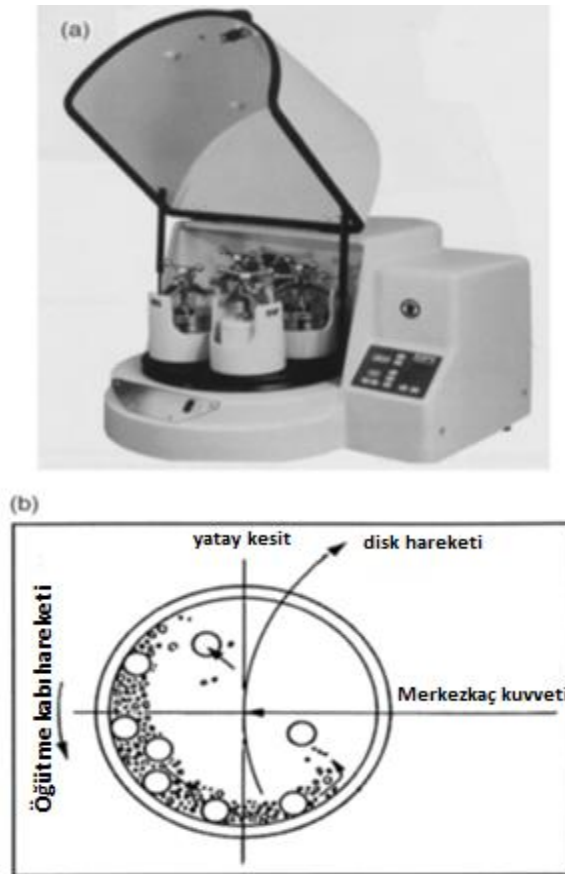 (a)
(b)
yatay kesit
disk hareketi
Öğütme kabı hareketi
Merkezkaç kuvveti